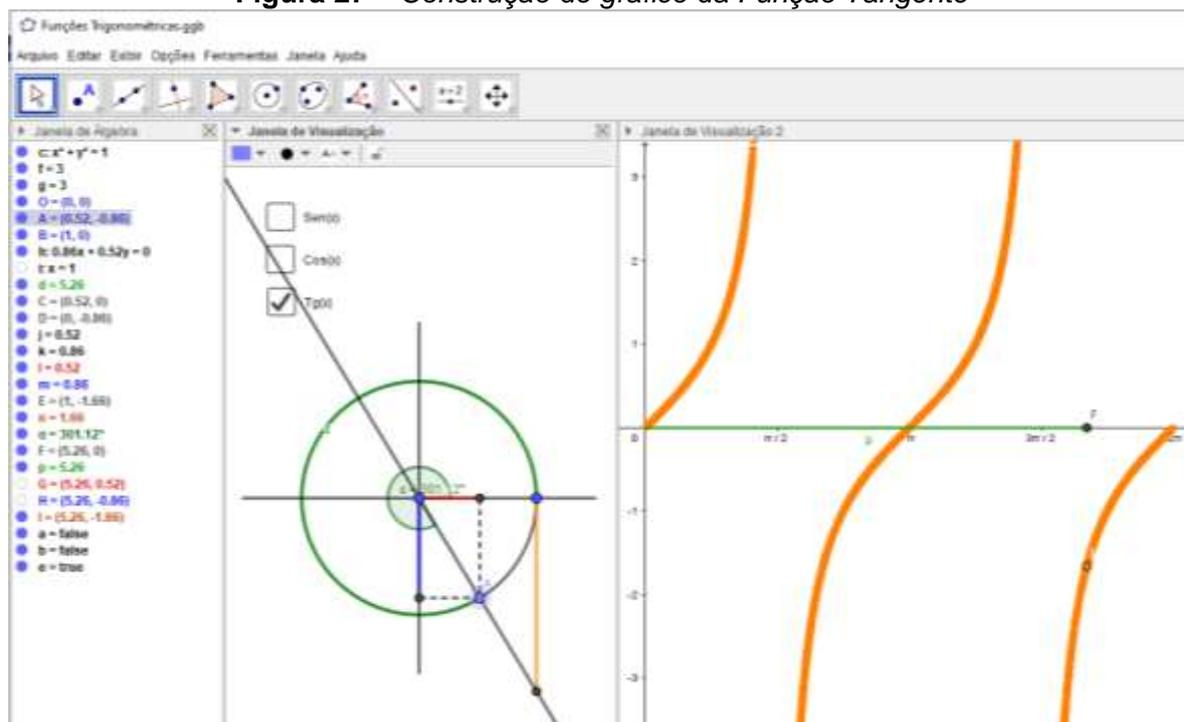 Figura 2: Construção do gráfico da Função Tangente
Funções Trigonométricas.ggb
Arquivo Editar Exibir Opções Ferramentas Janela Ajuda
A
a=2
Janela de Álgebra
c: x² + y² = 1
f = 3
g = 3
O = (0, 0)
A = (0.52, -0.86)
B = (1, 0)
h: 0.86x + 0.52y = 0
i: x = 1
d = 5.26
C = (0.52, 0)
D = (0, -0.86)
j = 0.52
k = 0.86
l = 0.52
m = 0.86
E = (1, -1.66)
n = 1.66
α = 301.12°
F = (5.26, 0)
p = 5.26
G = (5.26, 0.52)
H = (5.26, -0.86)
I = (5.26, -1.66)
a = false
b = false
e = true
Janela de Visualização
Sen(x)
Cos(x)
Tg(x)
Janela de Visualização 2
3
2
1
0
π / 2
p
π
3π / 2
F
-1
-2
-3